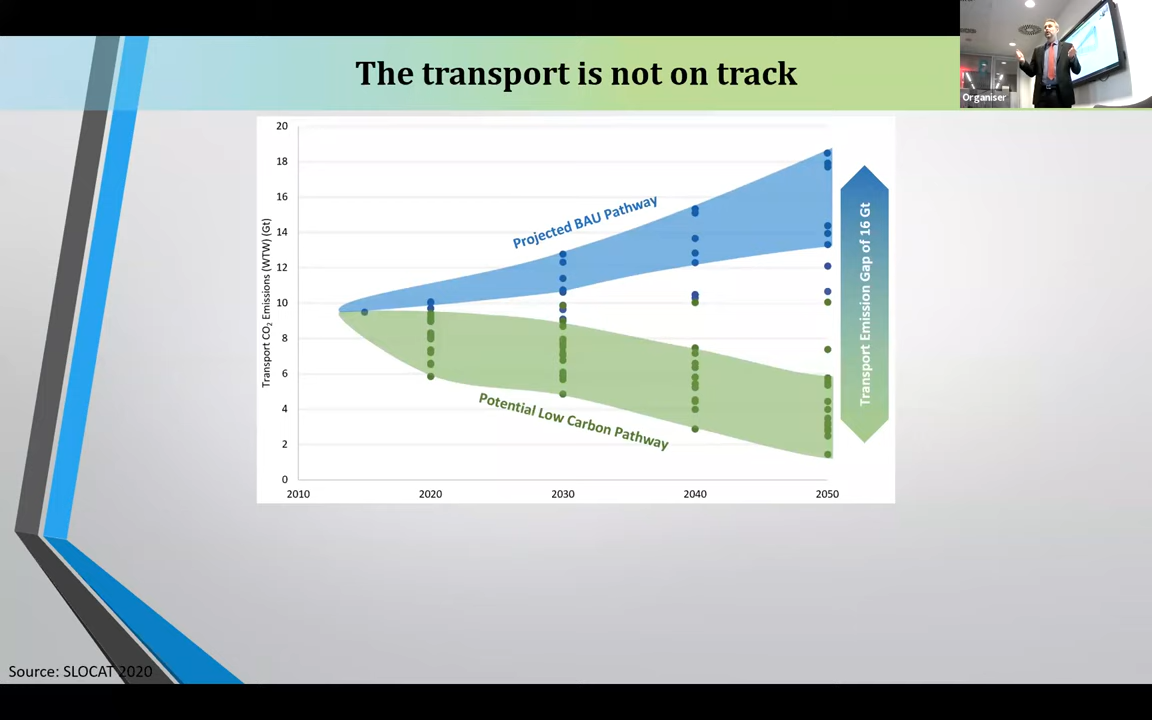 The transport is not on track
Organiser
20
18
16
14
12
10
8
6
4
2
0
Transport CO₂ Emissions (WTW) (Gt)
Projected BAU Pathway
Potential Low Carbon Pathway
Transport Emission Gap of 16 Gt
2010 2020 2030 2040 2050
Source: SLOCAT 2020